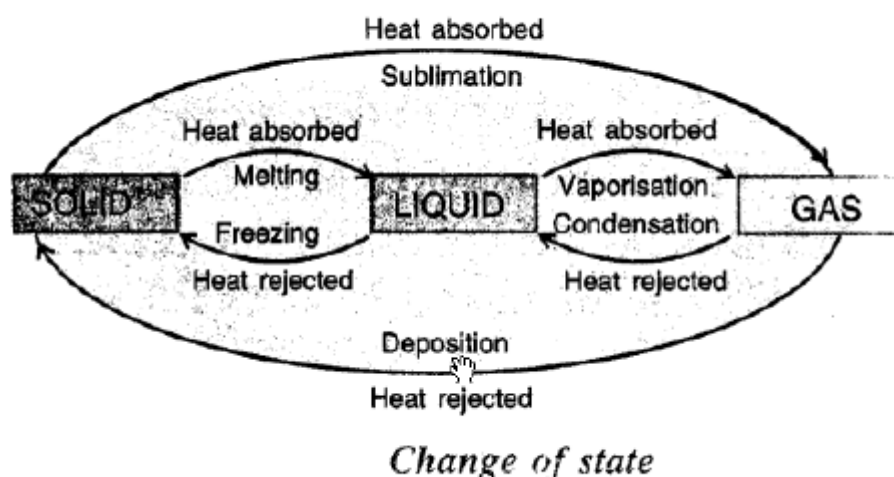 Heat absorbed
Sublimation
Heat absorbed
Heat absorbed
Melting
Vaporisation
SOLID
LIQUID
GAS
Freezing
Condensation
Heat rejected
Heat rejected
Deposition
Heat rejected
Change of state